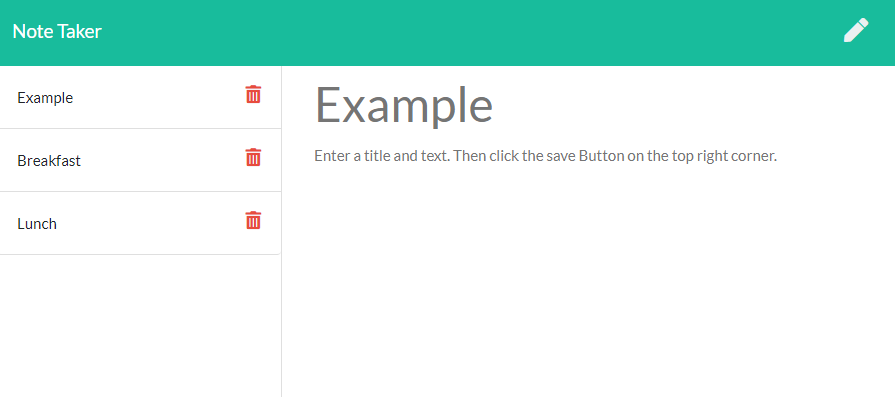 Note Taker
Example
Breakfast
Lunch
Example
Enter a title and text. Then click the save Button on the top right corner.